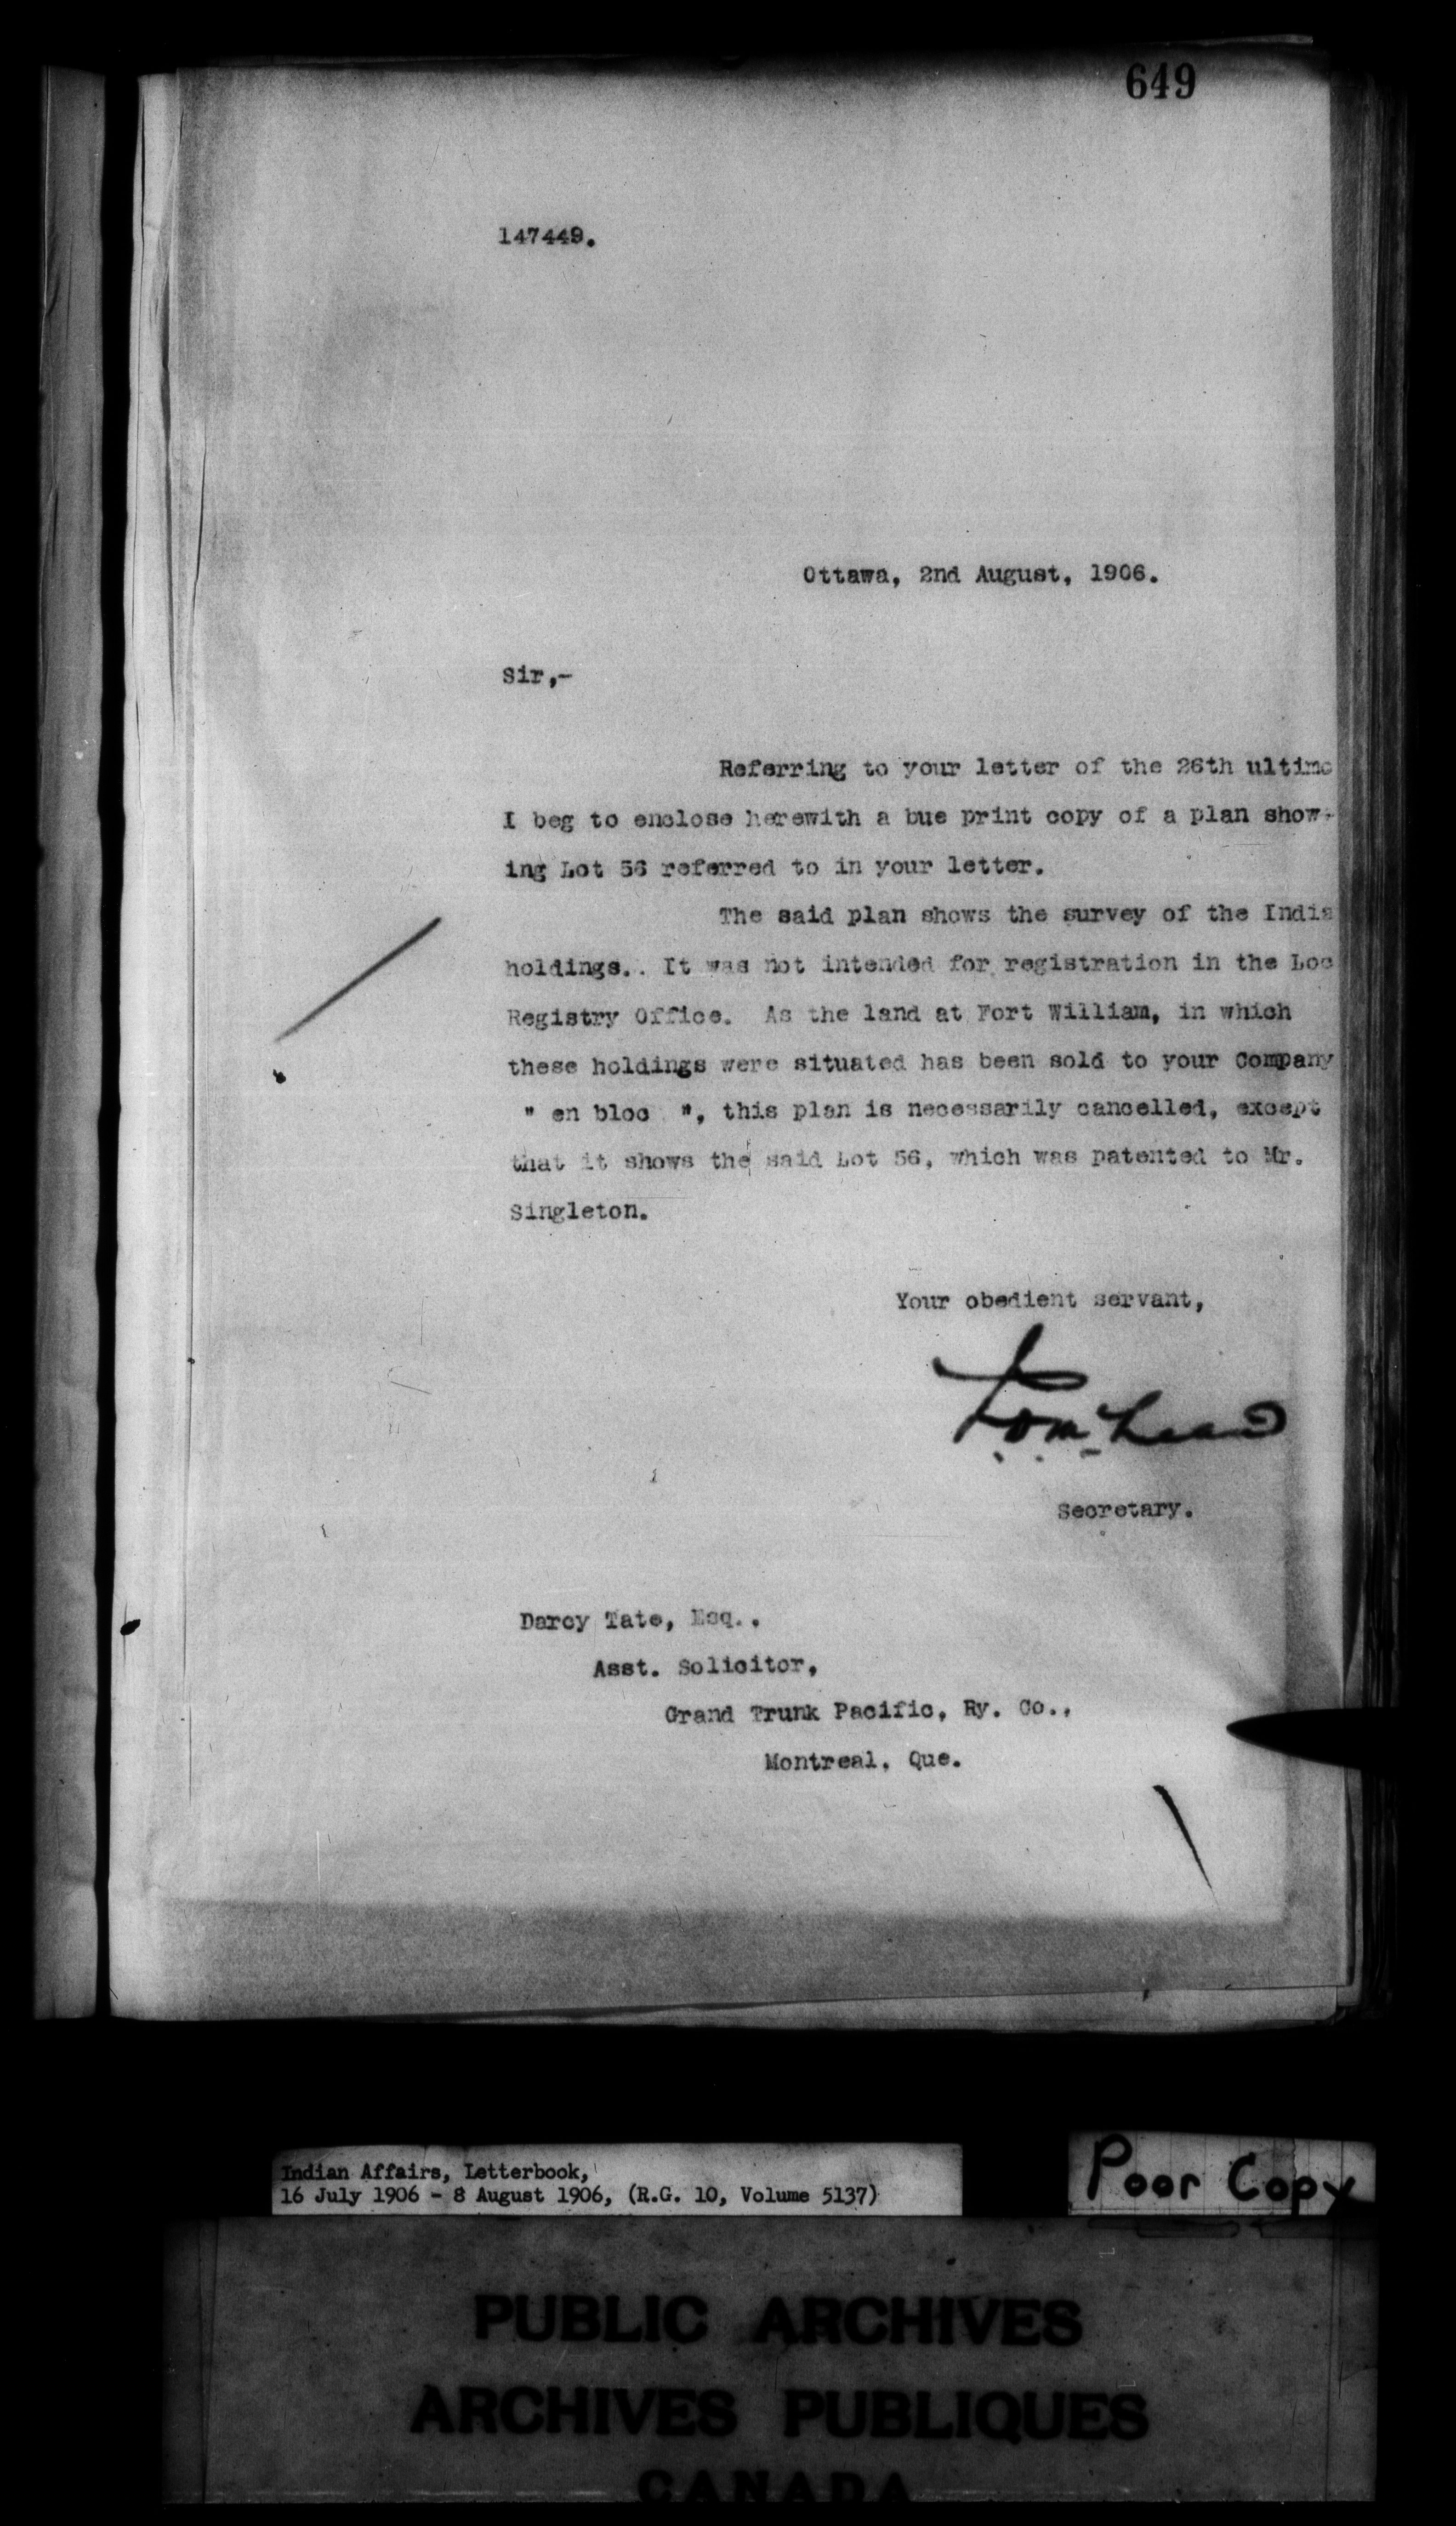 649
147449.
Ottawa, 2nd August, 1906.
Sir,-
Referring to your letter of the 26th ultimo
I beg to enclose herewith a bue print copy of a plan show-
ing Lot 56 referred to in your letter.
The said plan shows the survey of the India
holdings.. It was not intended for registration in the Loc
Registry Office. As the land at Fort William, in which
these holdings were situated has been sold to your Company
" en bloc ", this plan is necessarily cancelled, except
that it shows the said Lot 56, which was patented to Mr.
Singleton.
Your obedient servant,
Secretary.
Darcy Tate, Esq..
Asst. Solicitor,
Grand Trunk Pacific, Ry. Co.,
Montreal, Que.
Indian Affairs, Letterbook,
16 July 1906 - 8 August 1906, (R.G. 10, Volume 5137)
Poor Copy
PUBLIC ARCHIVES
ARCHIVES PUBLIQUES
CANADA